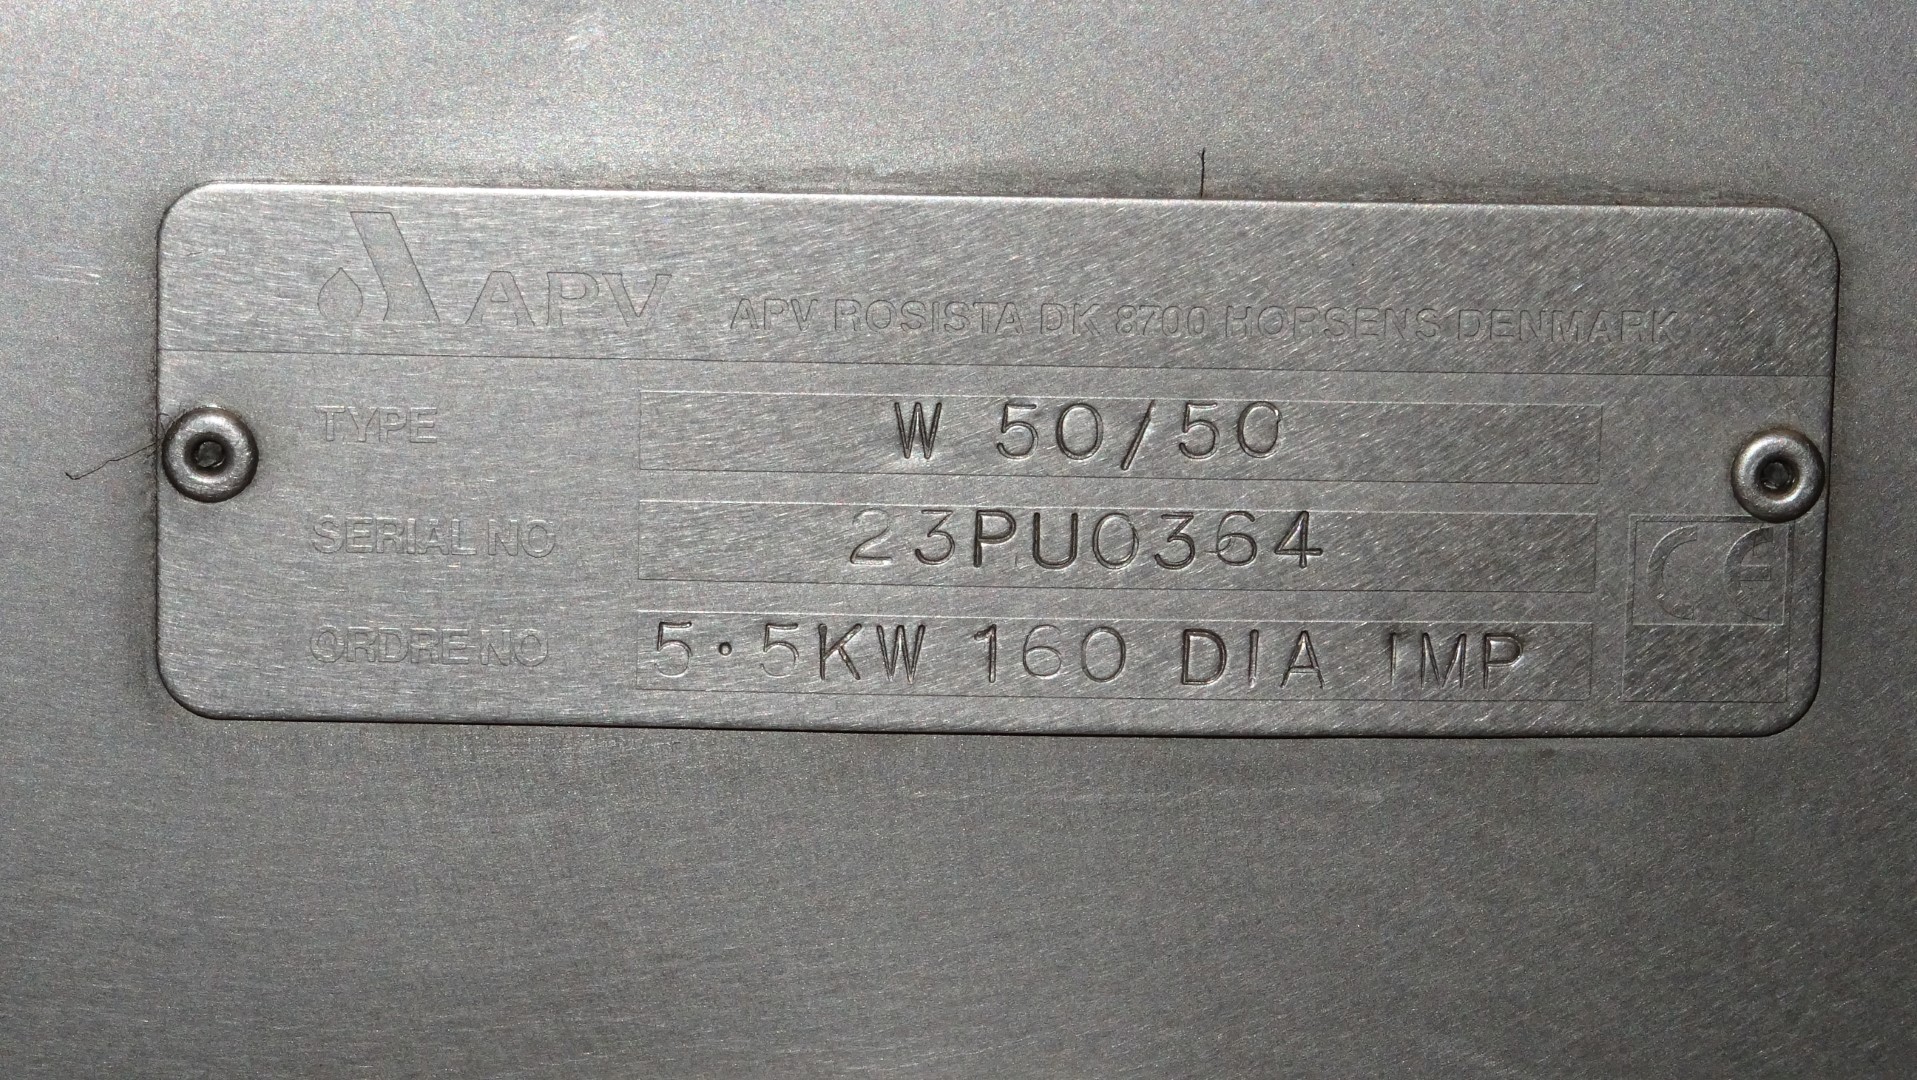 APV APV ROSISTA DK 8700 HORSENS DENMARK
TYPE W 50/50
SERIAL NO 23PU0364
ORDRE NO 5.5KW 160 DIA IMP
CE